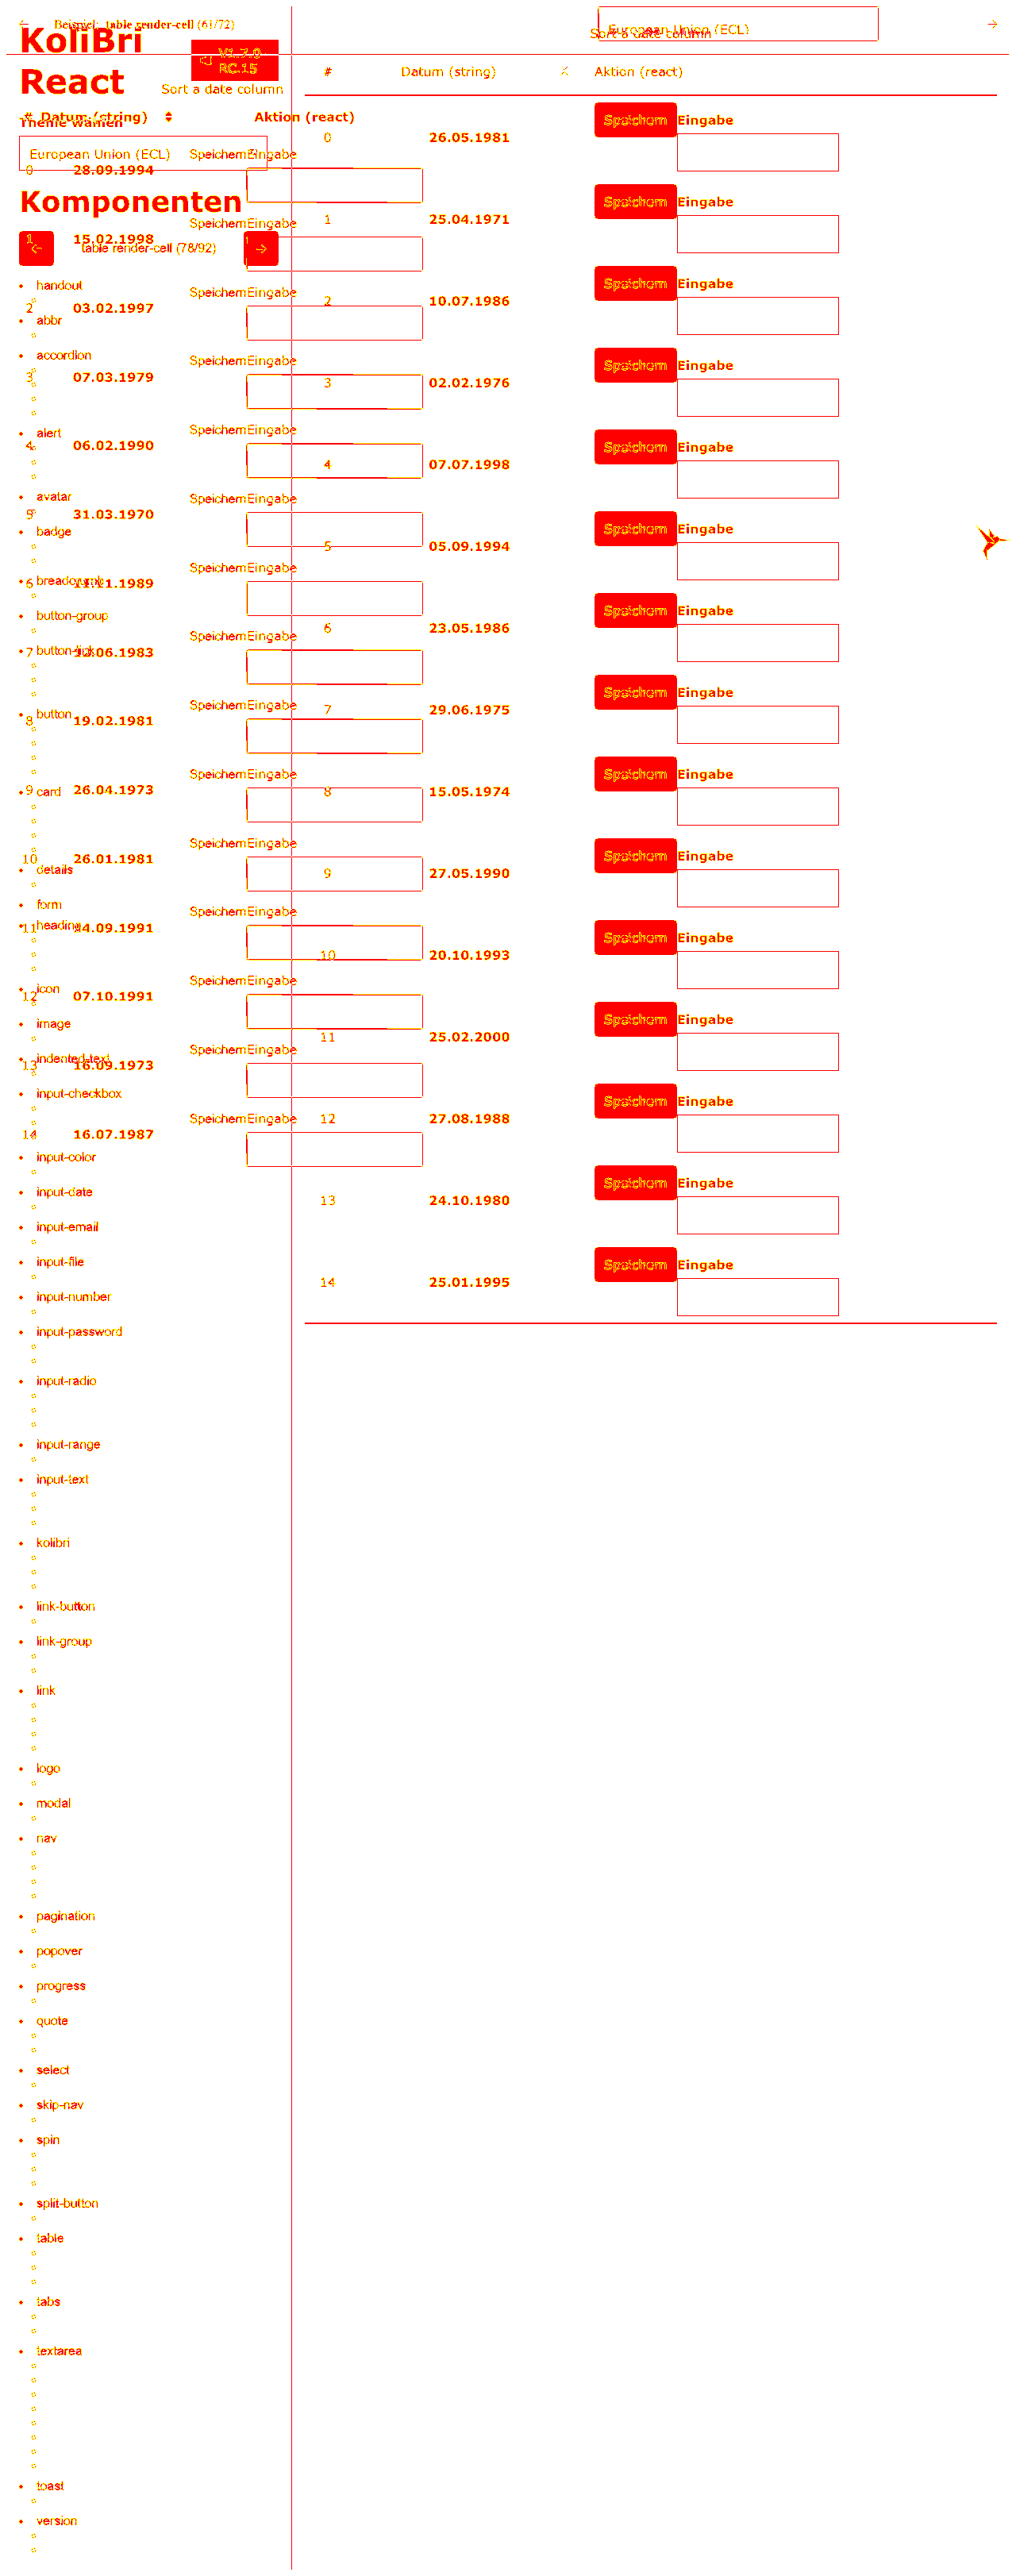 Beispiel: table render-cell (61/72)
European Union (ECL)
Sort a date column
KoliBri
React
V1.7.0
RC.15
Sort a date column
# Datum (string) Aktion (react)
Theme wählen
European Union (ECL)
Komponenten
table render-cell (78/92)
0 28.09.1994 Speichern Eingabe
1 15.02.1998 Speichern Eingabe
2 03.02.1997 Speichern Eingabe
3 07.03.1979 Speichern Eingabe
4 06.02.1990 Speichern Eingabe
5 31.03.1970 Speichern Eingabe
6 11.11.1989 Speichern Eingabe
7 12.06.1983 Speichern Eingabe
8 19.02.1981 Speichern Eingabe
9 26.04.1973 Speichern Eingabe
10 26.01.1981 Speichern Eingabe
11 14.09.1991 Speichern Eingabe
12 07.10.1991 Speichern Eingabe
13 16.09.1973 Speichern Eingabe
14 16.07.1987 Speichern Eingabe
handout
abbr
accordion
alert
avatar
badge
breadcrumb
button-group
button-link
button
card
details
form
heading
icon
image
indented-text
input-checkbox
input-color
input-date
input-email
input-file
input-number
input-password
input-radio
input-range
input-text
kolibri
link-button
link-group
link
logo
modal
nav
pagination
popover
progress
quote
select
skip-nav
spin
split-button
table
tabs
textarea
toast
version
# Datum (string) Aktion (react)
0 26.05.1981 Speichern Eingabe
1 25.04.1971 Speichern Eingabe
2 10.07.1986 Speichern Eingabe
3 02.02.1976 Speichern Eingabe
4 07.07.1998 Speichern Eingabe
5 05.09.1994 Speichern Eingabe
6 23.05.1986 Speichern Eingabe
7 29.06.1975 Speichern Eingabe
8 15.05.1974 Speichern Eingabe
9 27.05.1990 Speichern Eingabe
10 20.10.1993 Speichern Eingabe
11 25.02.2000 Speichern Eingabe
12 27.08.1988 Speichern Eingabe
13 24.10.1980 Speichern Eingabe
14 25.01.1995 Speichern Eingabe